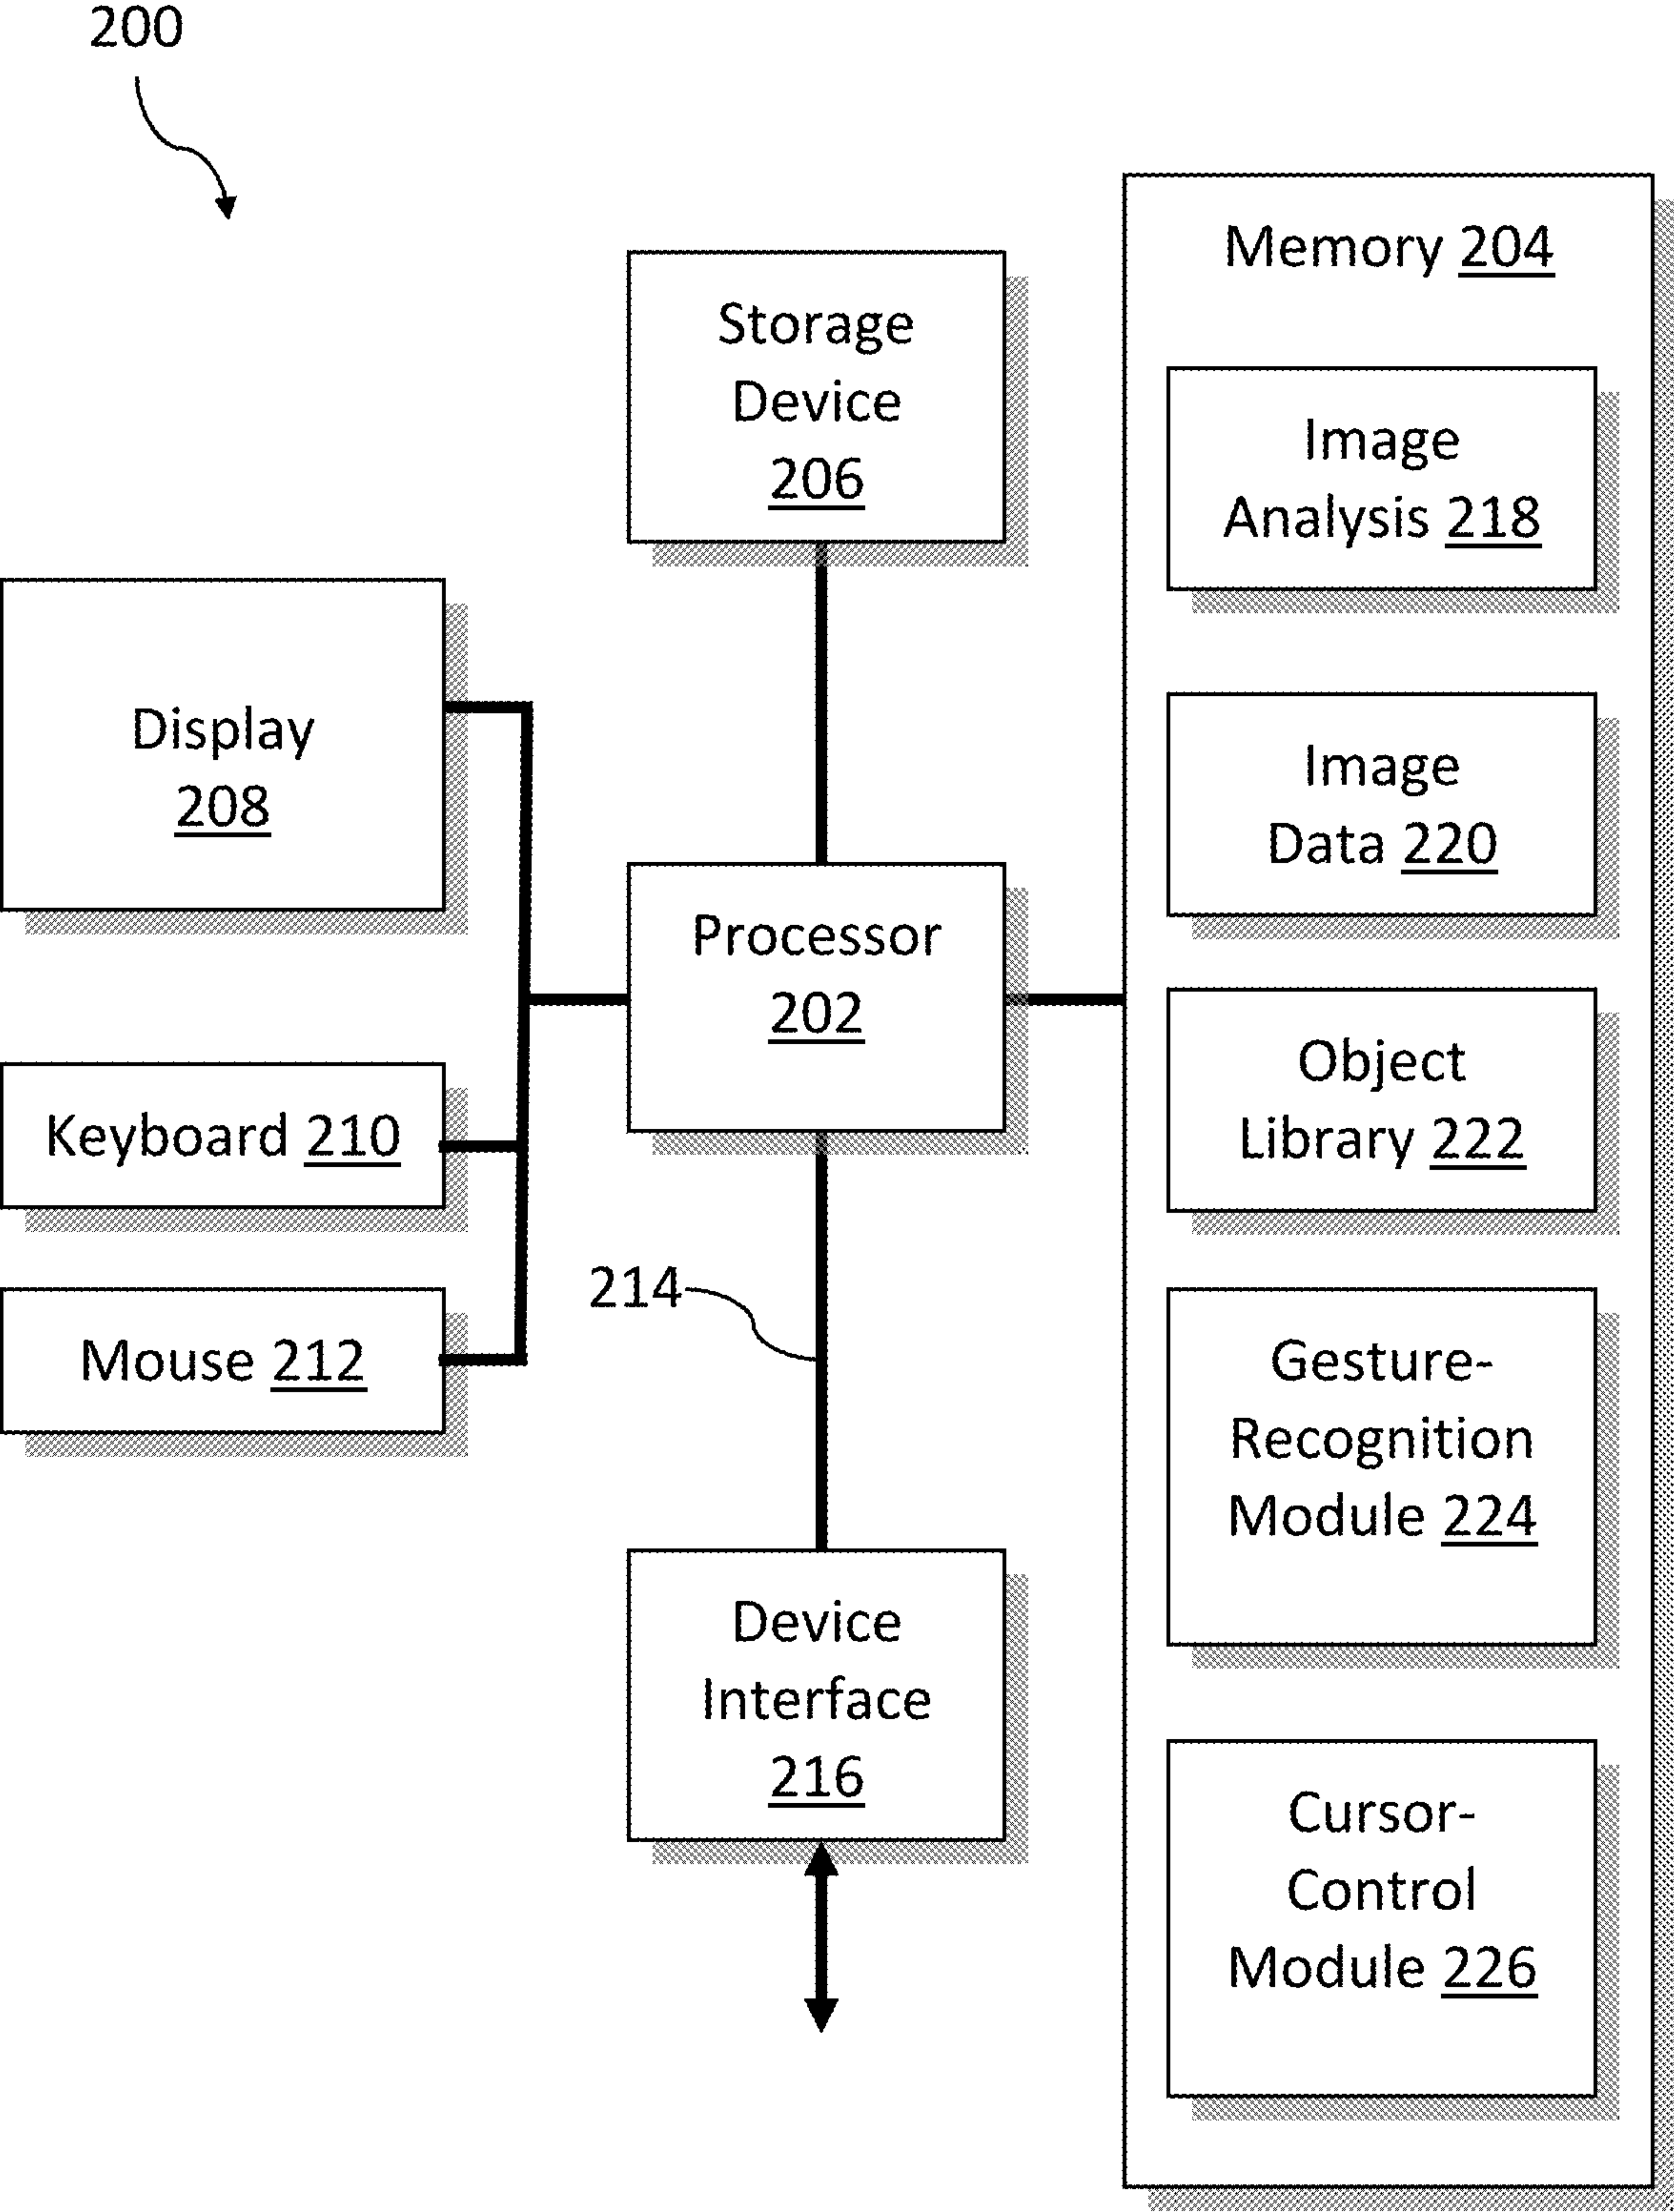 200
Memory 204
Storage
Device
206
Image
Analysis 218
Display
208
Image
Data 220
Processor
202
Keyboard 210
Object
Library 222
Mouse 212
214
Gesture-
Recognition
Module 224
Device
Interface
216
Cursor-
Control
Module 226